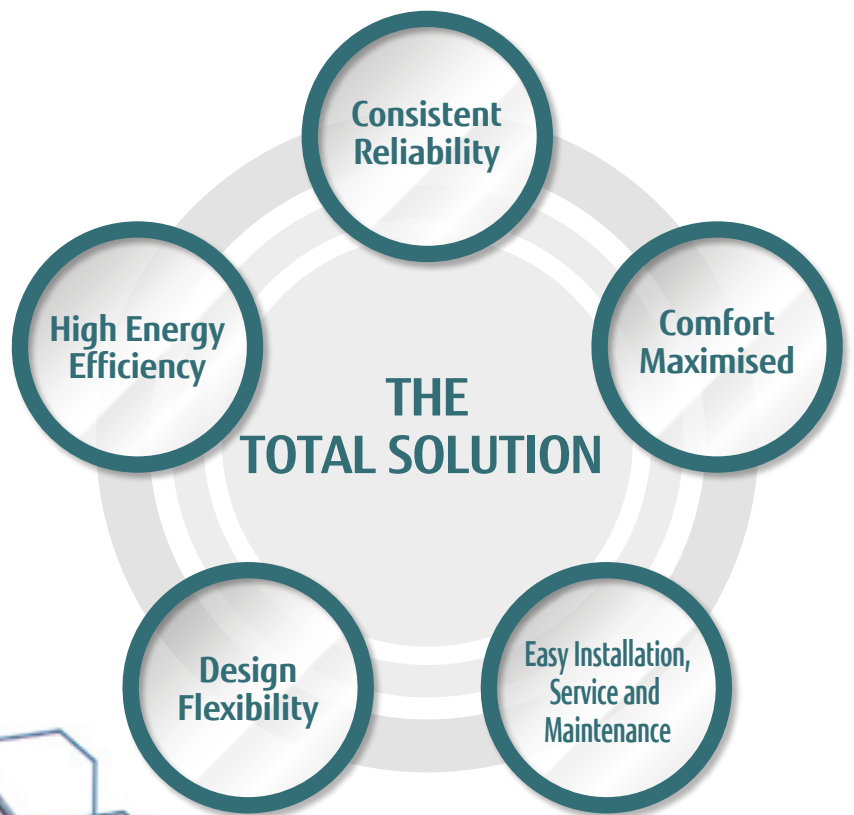 Consistent
Reliability
High Energy
Efficiency
Comfort
Maximised
THE
TOTAL SOLUTION
Design
Flexibility
Easy Installation,
Service and
Maintenance